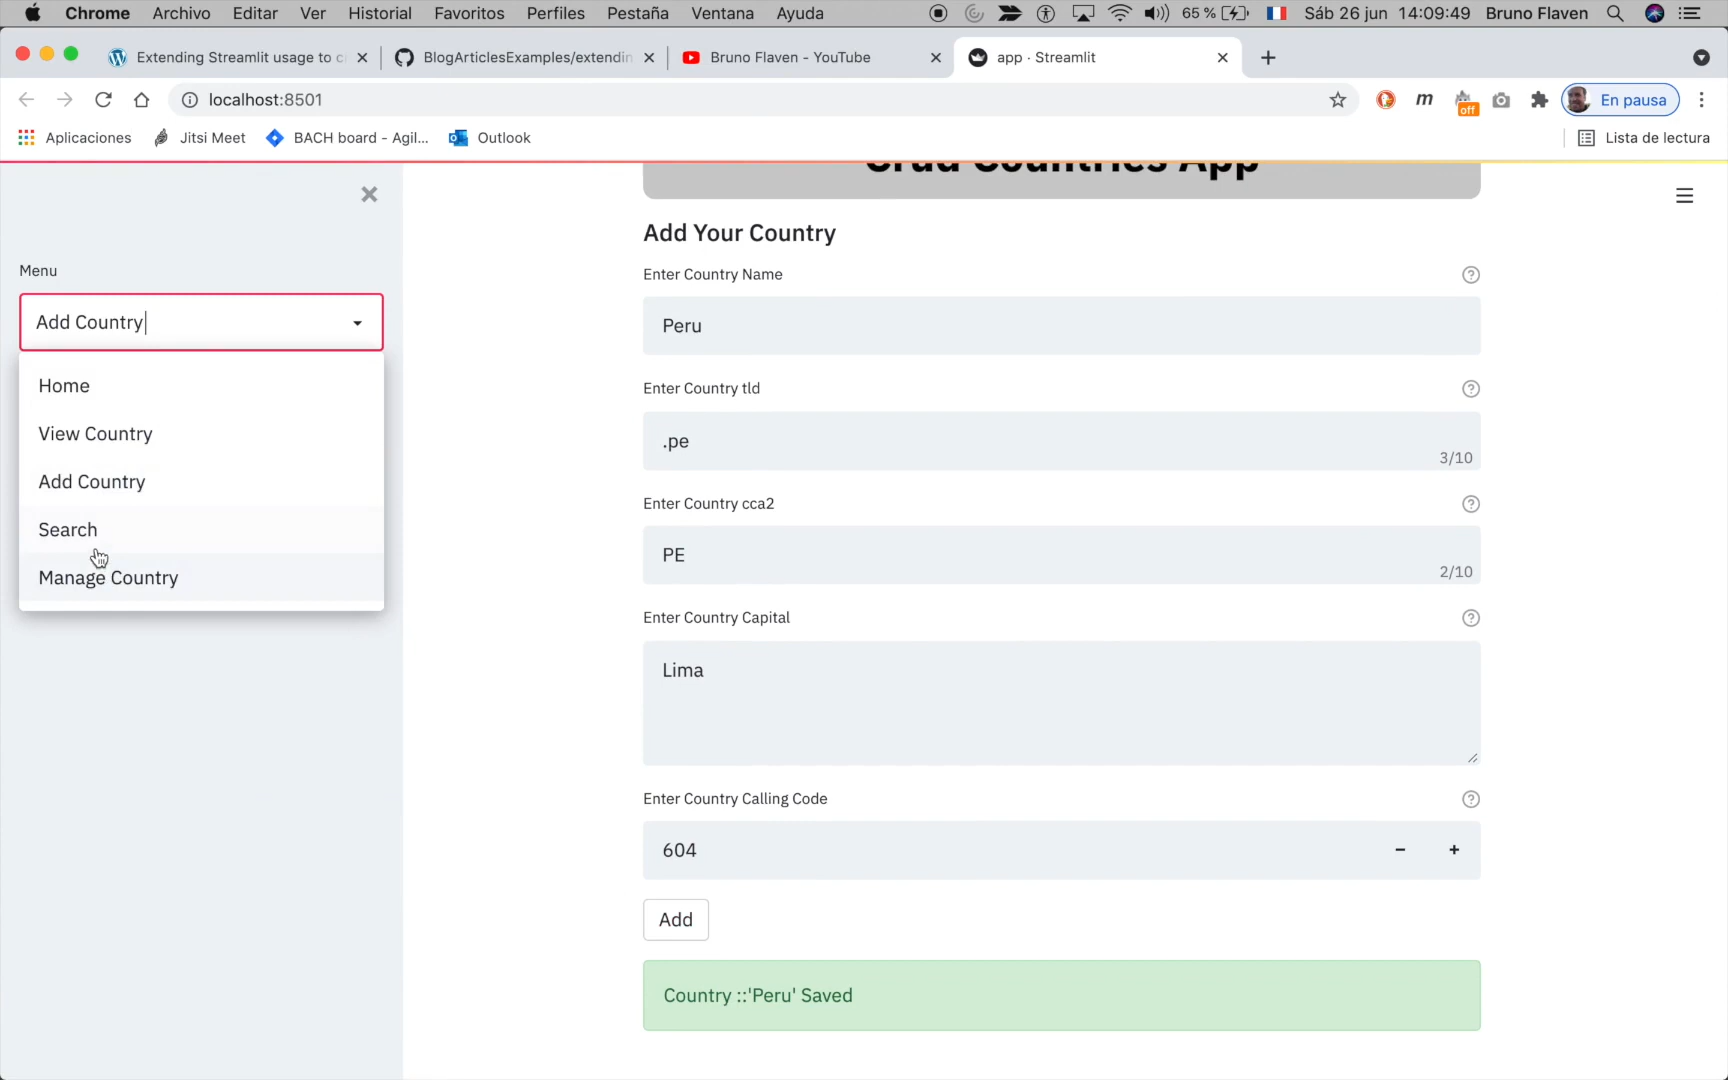 Chrome Archivo Editar Ver Historial Favoritos Perfiles Pestaña Ventana Ayuda 65 % Sáb 26 jun 14:09:49 Bruno Flaven
Extending Streamlit usage to BlogArticlesExamples/extendin Bruno Flaven - YouTube app · Streamlit
localhost:8501 m off En pausa
Aplicaciones Jitsi Meet BACH board - Agil... Outlook Lista de lectura
Crud Countries App
Menu
Add Country
Home
View Country
Add Country
Search
Manage Country
Add Your Country
Enter Country Name
Peru
Enter Country tld
.pe
3/10
Enter Country cca2
PE
2/10
Enter Country Capital
Lima
Enter Country Calling Code
604
Add
Country ::'Peru' Saved